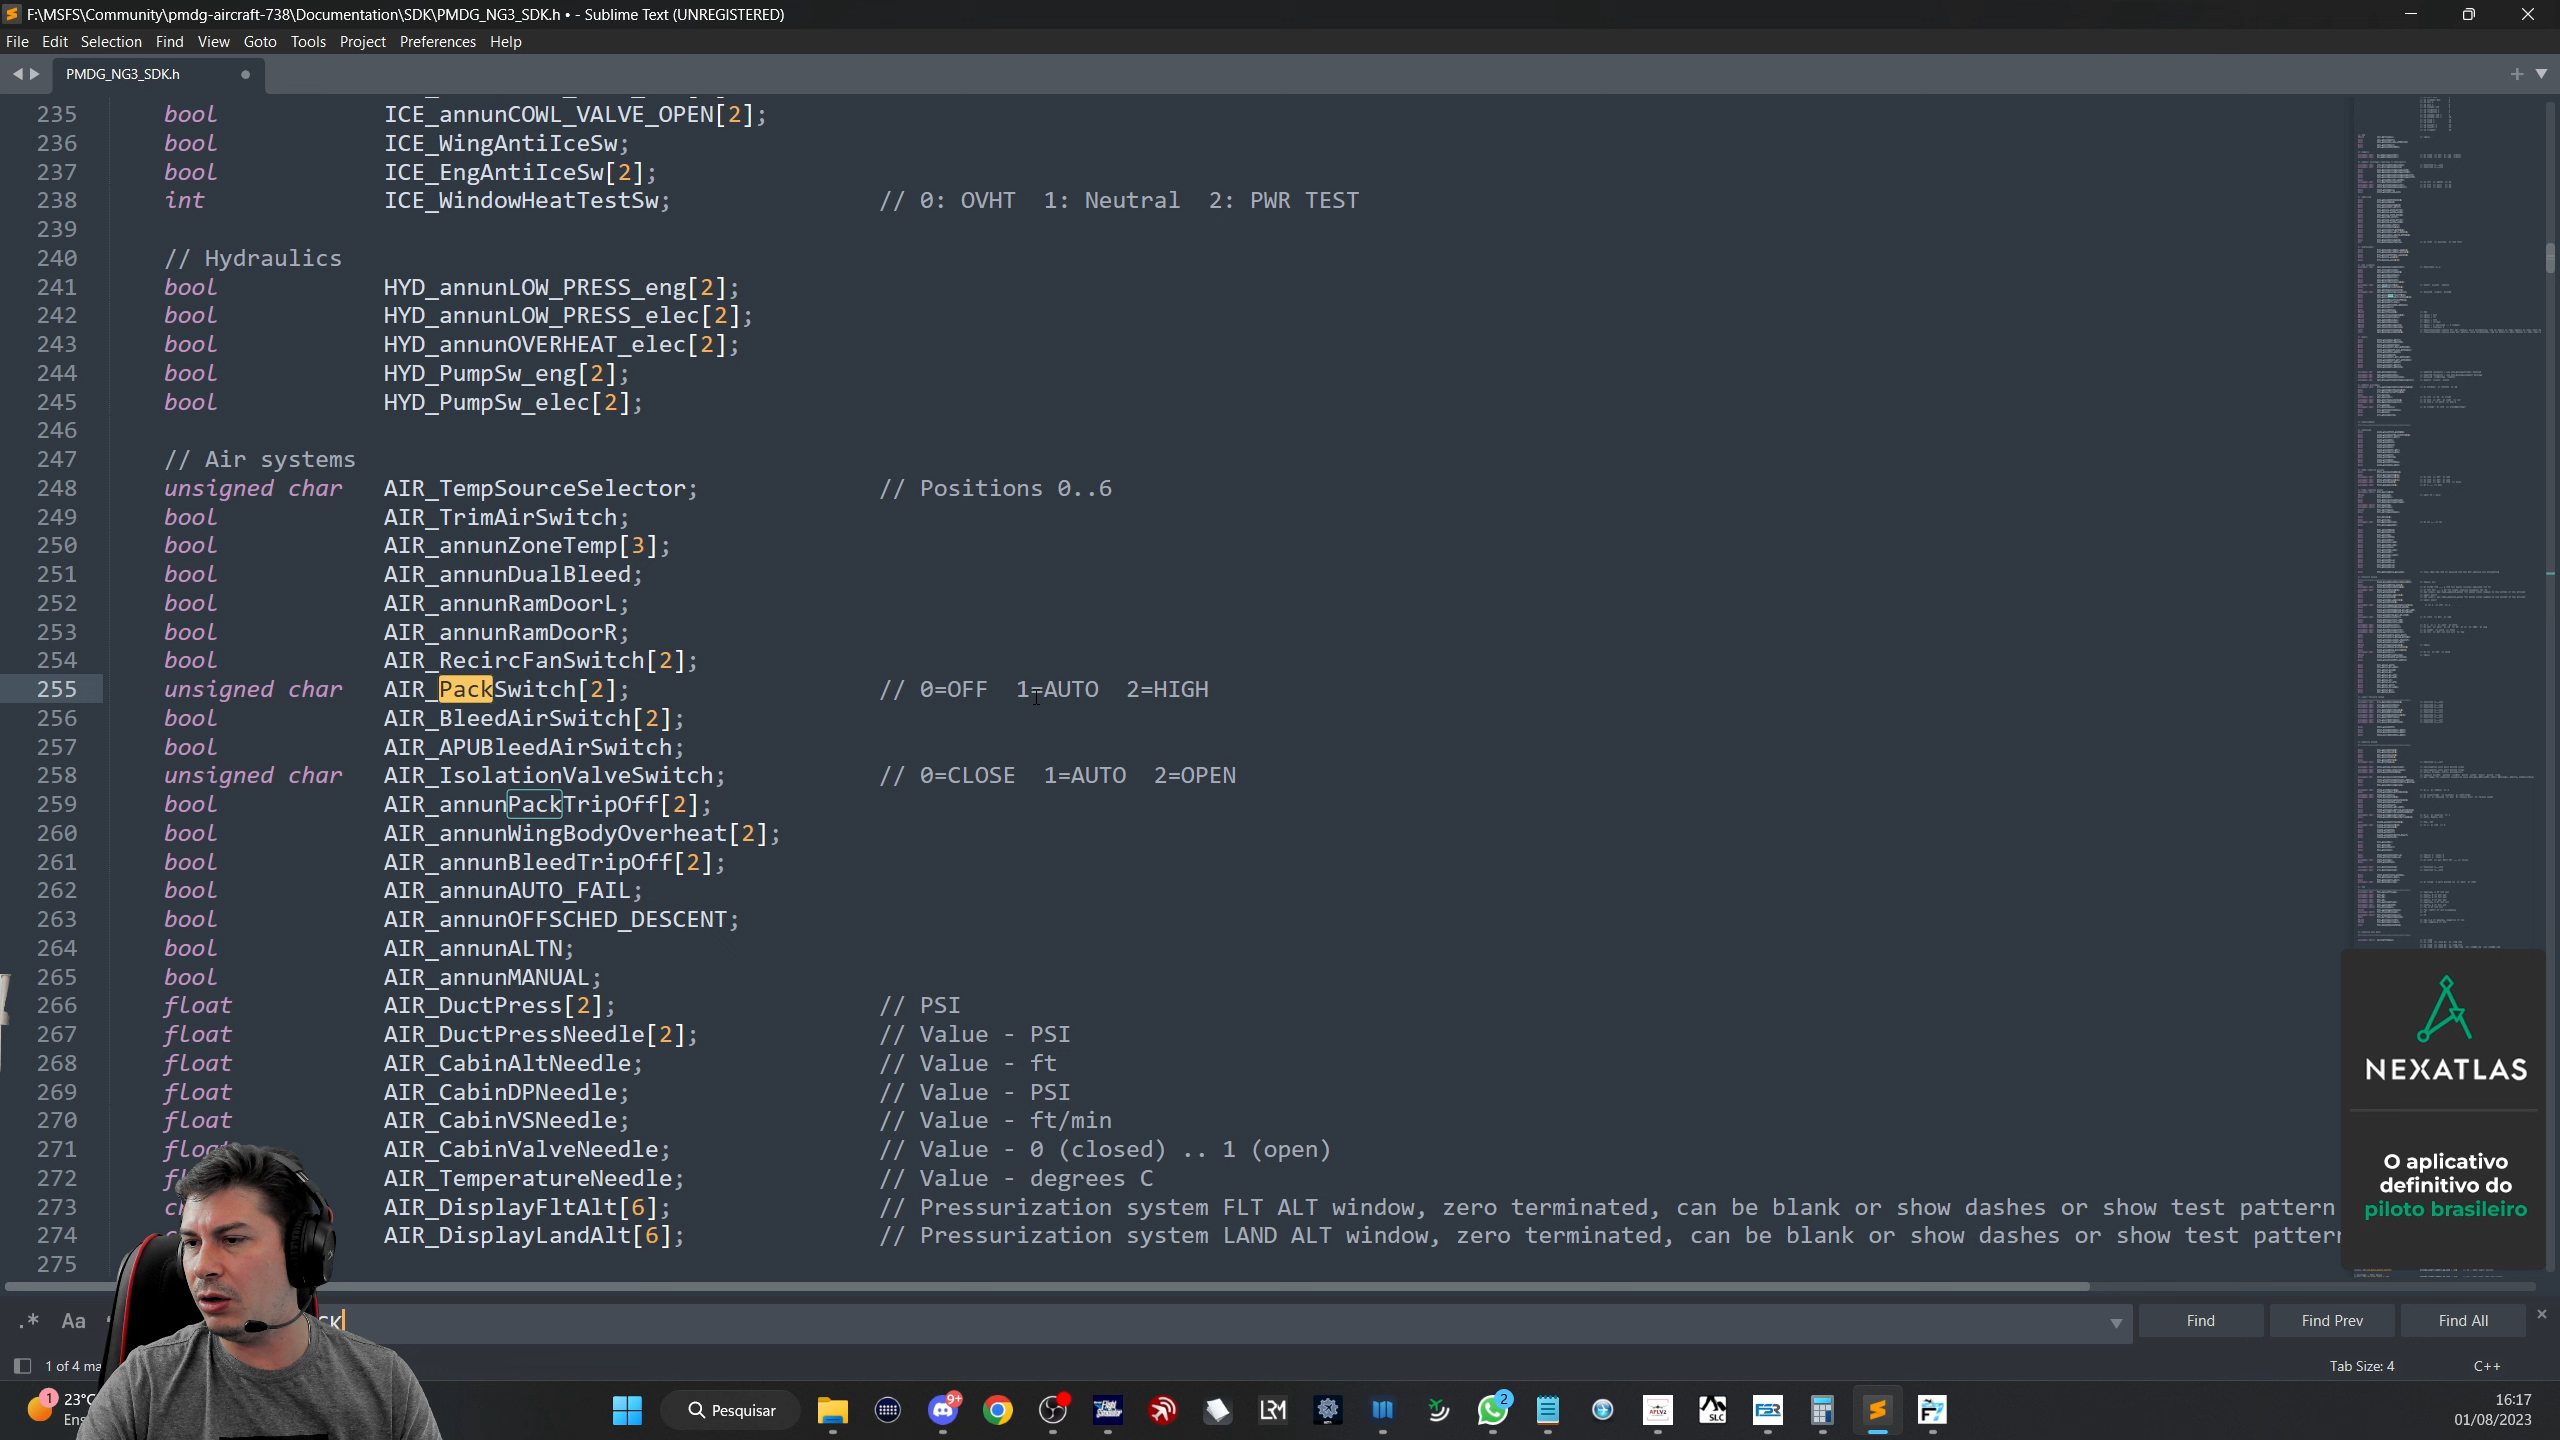 F:\MSFS\Community\pmdg-aircraft-738\Documentation\SDK\PMDG_NG3_SDK.h • - Sublime Text (UNREGISTERED)
File Edit Selection Find View Goto Tools Project Preferences Help
PMDG_NG3_SDK.h
235 bool ICE_annunCOWL_VALVE_OPEN[2];
236 bool ICE_WingAntiIceSw;
237 bool ICE_EngAntiIceSw[2];
238 int ICE_WindowHeatTestSw; // 0: OVHT 1: Neutral 2: PWR TEST
239
240 // Hydraulics
241 bool HYD_annunLOW_PRESS_eng[2];
242 bool HYD_annunLOW_PRESS_elec[2];
243 bool HYD_annunOVERHEAT_elec[2];
244 bool HYD_PumpSw_eng[2];
245 bool HYD_PumpSw_elec[2];
246
247 // Air systems
248 unsigned char AIR_TempSourceSelector; // Positions 0..6
249 bool AIR_TrimAirSwitch;
250 bool AIR_annunZoneTemp[3];
251 bool AIR_annunDualBleed;
252 bool AIR_annunRamDoorL;
253 bool AIR_annunRamDoorR;
254 bool AIR_RecircFanSwitch[2];
255 unsigned char AIR_PackSwitch[2]; // 0=OFF 1=AUTO 2=HIGH
256 bool AIR_BleedAirSwitch[2];
257 bool AIR_APUBleedAirSwitch;
258 unsigned char AIR_IsolationValveSwitch; // 0=CLOSE 1=AUTO 2=OPEN
259 bool AIR_annunPackTripOff[2];
260 bool AIR_annunWingBodyOverheat[2];
261 bool AIR_annunBleedTripOff[2];
262 bool AIR_annunAUTO_FAIL;
263 bool AIR_annunOFFSCHED_DESCENT;
264 bool AIR_annunALTN;
265 bool AIR_annunMANUAL;
266 float AIR_DuctPress[2]; // PSI
267 float AIR_DuctPressNeedle[2]; // Value - PSI
268 float AIR_CabinAltNeedle; // Value - ft
269 float AIR_CabinDPNeedle; // Value - PSI
270 float AIR_CabinVSNeedle; // Value - ft/min
271 AIR_CabinValveNeedle; // Value - 0 (closed) .. 1 (open)
272 AIR_TemperatureNeedle; // Value - degrees C
273 AIR_DisplayFltAlt[6]; // Pressurization system FLT ALT window, zero terminated, can be blank or show dashes or show test pattern
274 AIR_DisplayLandAlt[6]; // Pressurization system LAND ALT window, zero terminated, can be blank or show dashes or show test pattern
275
NEXATLAS
O aplicativo
definitivo do
piloto brasileiro
.* Aa Find Find Prev Find All
1 of 4 Tab Size: 4 C++
1 23°C Pesquisar 9+ LRM 2 SLC FSR 16:17
01/08/2023